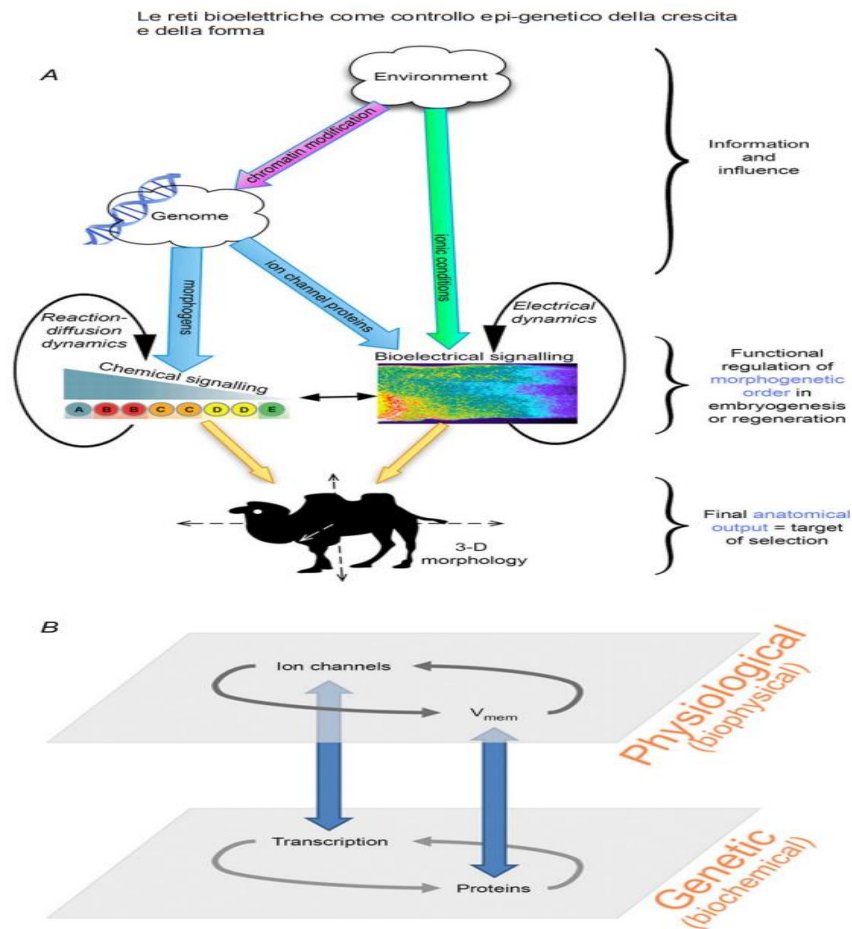 Le reti bioelettriche come controllo epi-genetico della crescita
e della forma
A
Environment
chromatin modification
Information
and
influence
Genome
ionic conditions
morphogens
ion channel proteins
Reaction-
diffusion
dynamics
Electrical
dynamics
Chemical signalling
Bioelectrical signalling
A B B C C D D E
Functional
regulation of
morphogenetic
order in
embryogenesis
or regeneration
3-D
morphology
Final anatomical
output = target
of selection
B
Ion channels
Vmem
Physiological
(biophysical)
Transcription
Proteins
Genetic
(biochemical)